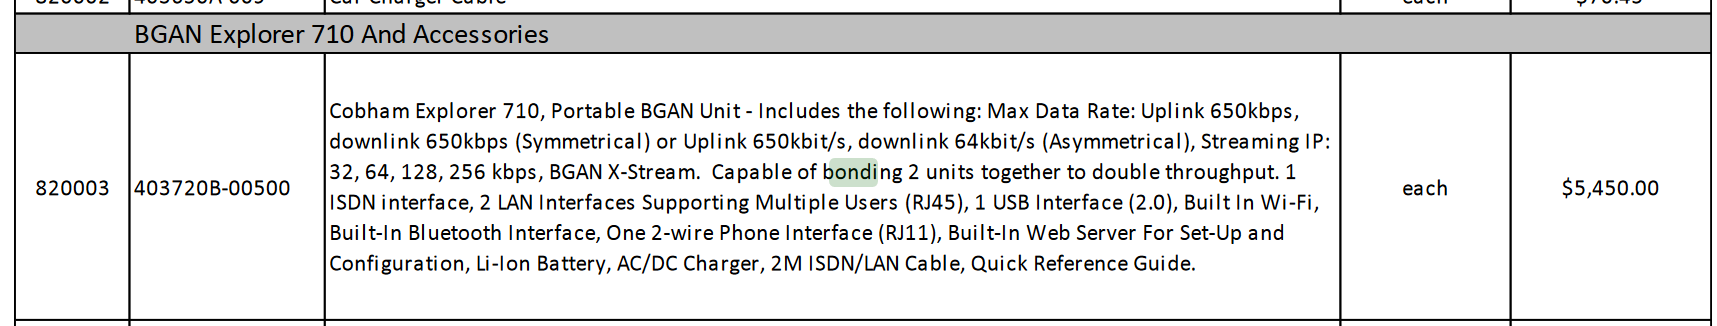 BGAN Explorer 710 And Accessories
820003
403720B-00500
Cobham Explorer 710, Portable BGAN Unit - Includes the following: Max Data Rate: Uplink 650kbps,
downlink 650kbps (Symmetrical) or Uplink 650kbit/s, downlink 64kbit/s (Asymmetrical), Streaming IP:
32, 64, 128, 256 kbps, BGAN X-Stream.  Capable of bonding 2 units together to double throughput. 1
ISDN interface, 2 LAN Interfaces Supporting Multiple Users (RJ45), 1 USB Interface (2.0), Built In Wi-Fi,
Built-In Bluetooth Interface, One 2-wire Phone Interface (RJ11), Built-In Web Server For Set-Up and
Configuration, Li-Ion Battery, AC/DC Charger, 2M ISDN/LAN Cable, Quick Reference Guide.
each
$5,450.00